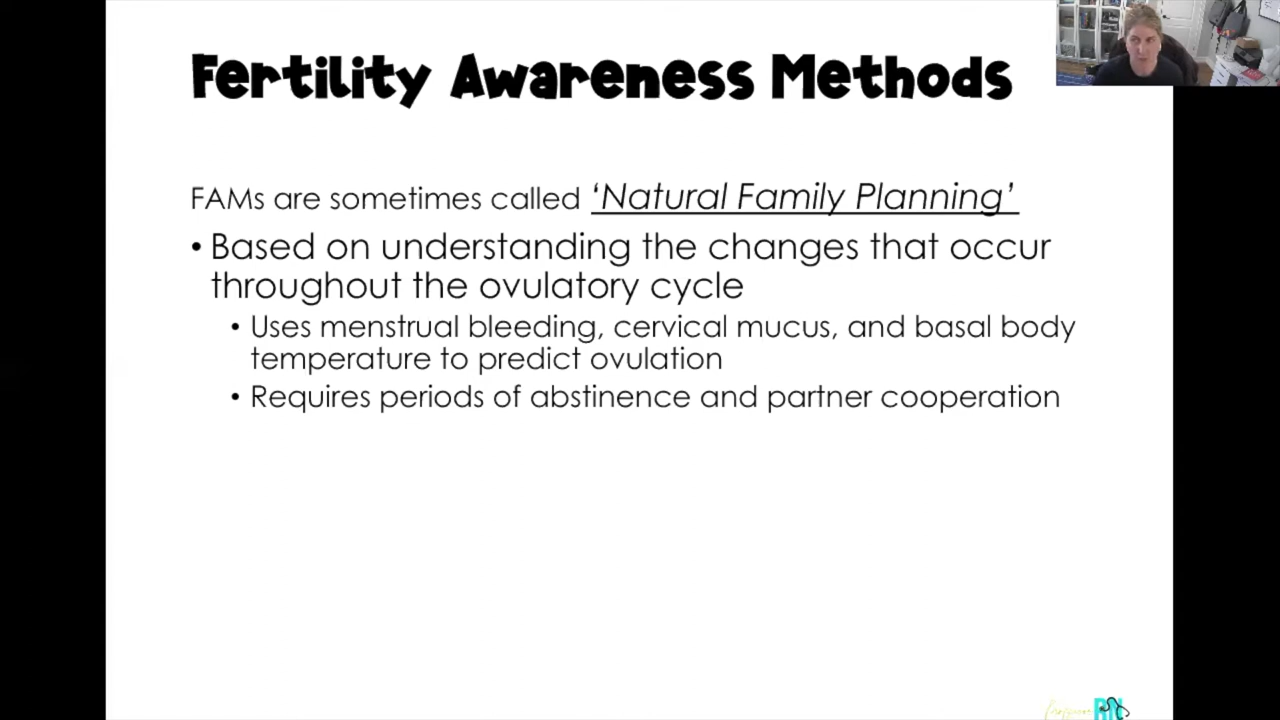 Fertility Awareness Methods
FAMs are sometimes called ‘Natural Family Planning’
• Based on understanding the changes that occur
throughout the ovulatory cycle
• Uses menstrual bleeding, cervical mucus, and basal body
temperature to predict ovulation
• Requires periods of abstinence and partner cooperation
RN